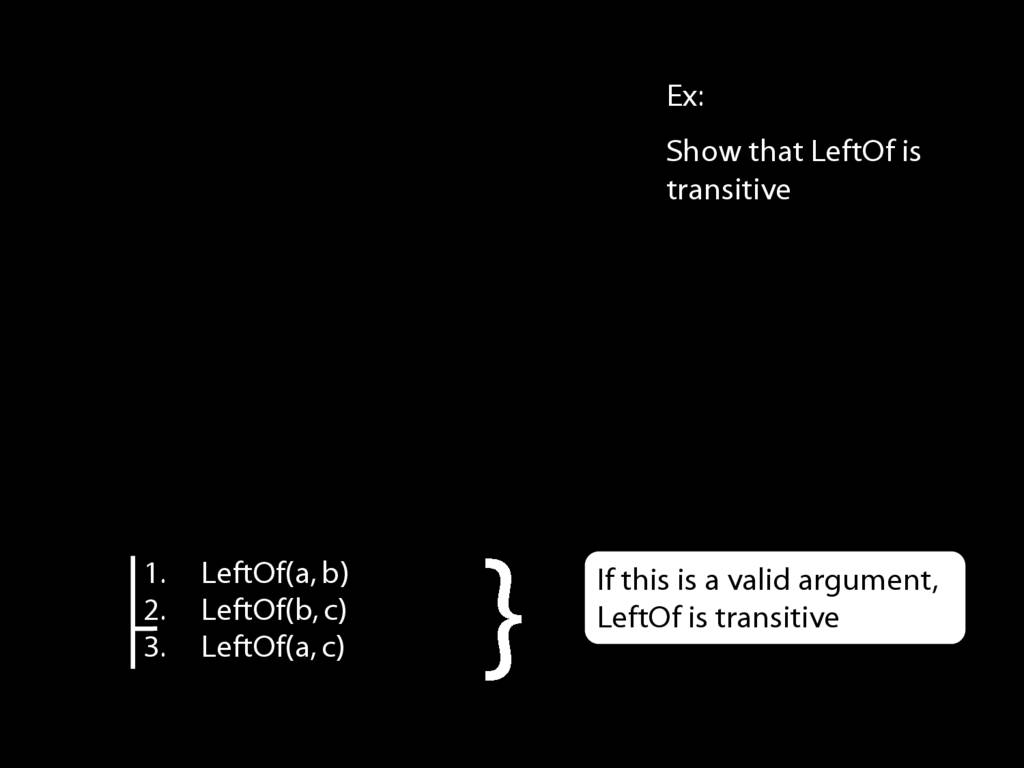 Ex:
Show that LeftOf is
transitive
1. LeftOf(a, b)
2. LeftOf(b, c)
3. LeftOf(a, c)
}
If this is a valid argument,
LeftOf is transitive